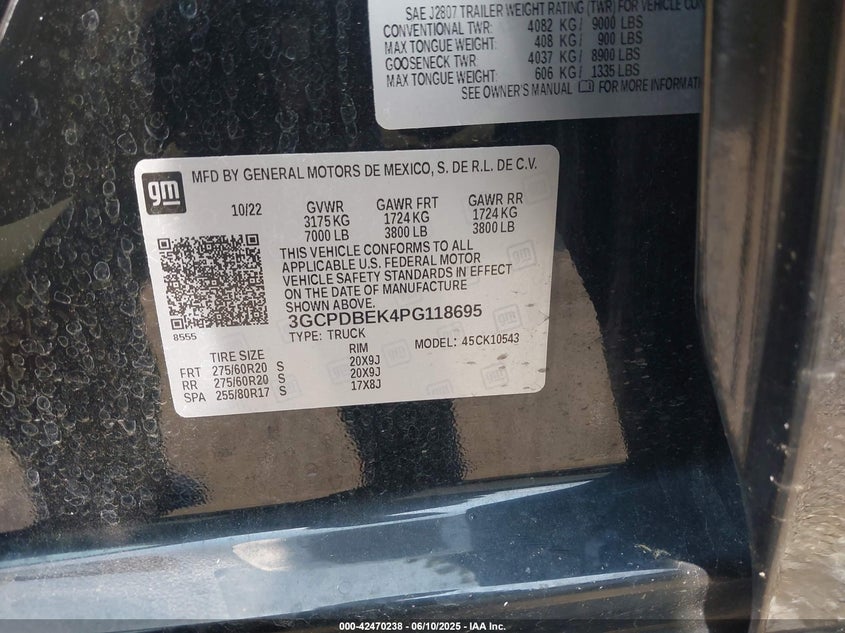 SAE J2807 TRAILER WEIGHT RATING (TWR) FOR VEHICLE CON
CONVENTIONAL TWR: 4082 KG/ 9000 LBS
MAX TONGUE WEIGHT: 408 KG/ 900 LBS
GOOSENECK TWR: 4037 KG/ 8900 LBS
MAX TONGUE WEIGHT: 606 KG/ 1335 LBS
SEE OWNER'S MANUAL FOR MORE INFORMATI
gm
MFD BY GENERAL MOTORS DE MEXICO, S. DE R.L. DE C.V.
10/22 GVWR GAWR FRT GAWR RR
3175 KG 1724 KG 1724 KG
7000 LB 3800 LB 3800 LB
THIS VEHICLE CONFORMS TO ALL
APPLICABLE U.S. FEDERAL MOTOR
VEHICLE SAFETY STANDARDS IN EFFECT
ON THE DATE OF MANUFACTURE
SHOWN ABOVE.
8555 3GCPDBEK4PG118695
TYPE: TRUCK MODEL: 45CK10543
TIRE SIZE RIM
FRT 275/60R20 S 20X9J
RR 275/60R20 S 20X9J
SPA 255/80R17 S 17X8J
000-42470238 - 06/10/2025 - IAA Inc.